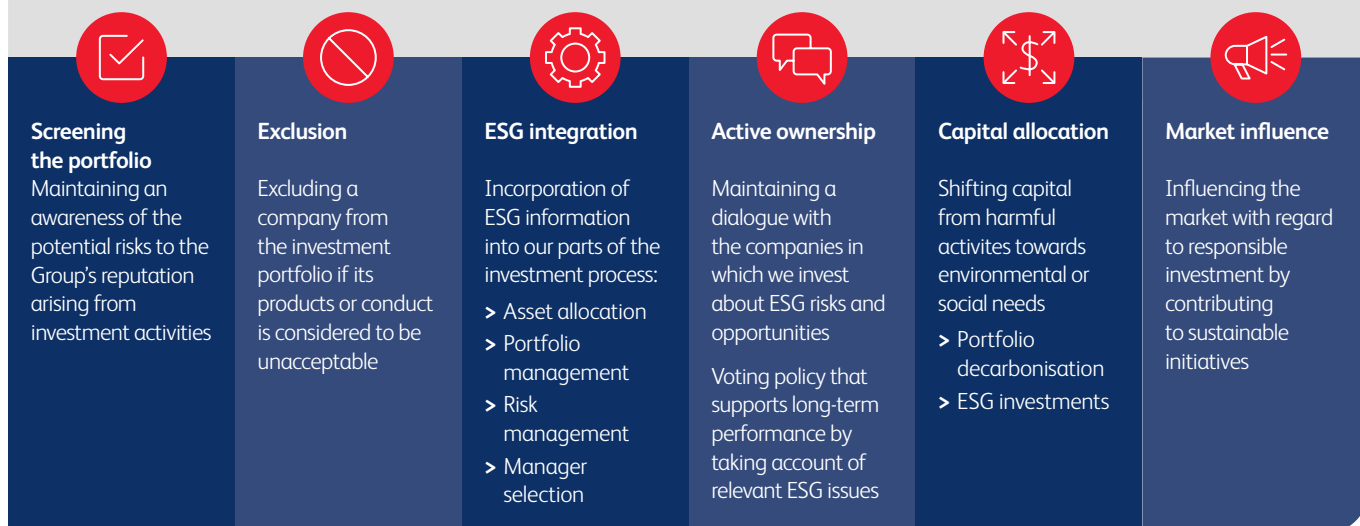 Screening
the portfolio
Maintaining an
awareness of the
potential risks to the
Group's reputation
arising from
investment activities
Exclusion
Excluding a
company from
the investment
portfolio if its
products or conduct
is considered to be
unacceptable
ESG integration
Incorporation of
ESG information
into our parts of the
investment process:
> Asset allocation
> Portfolio
management
> Risk
management
> Manager
selection
Active ownership
Maintaining a
dialogue with
the companies in
which we invest
about ESG risks and
opportunities
Voting policy that
supports long-term
performance by
taking account of
relevant ESG issues
Capital allocation
Shifting capital
from harmful
activites towards
environmental or
social needs
> Portfolio
decarbonisation
> ESG investments
Market influence
Influencing the
market with regard
to responsible
investment by
contributing
to sustainable
initiatives